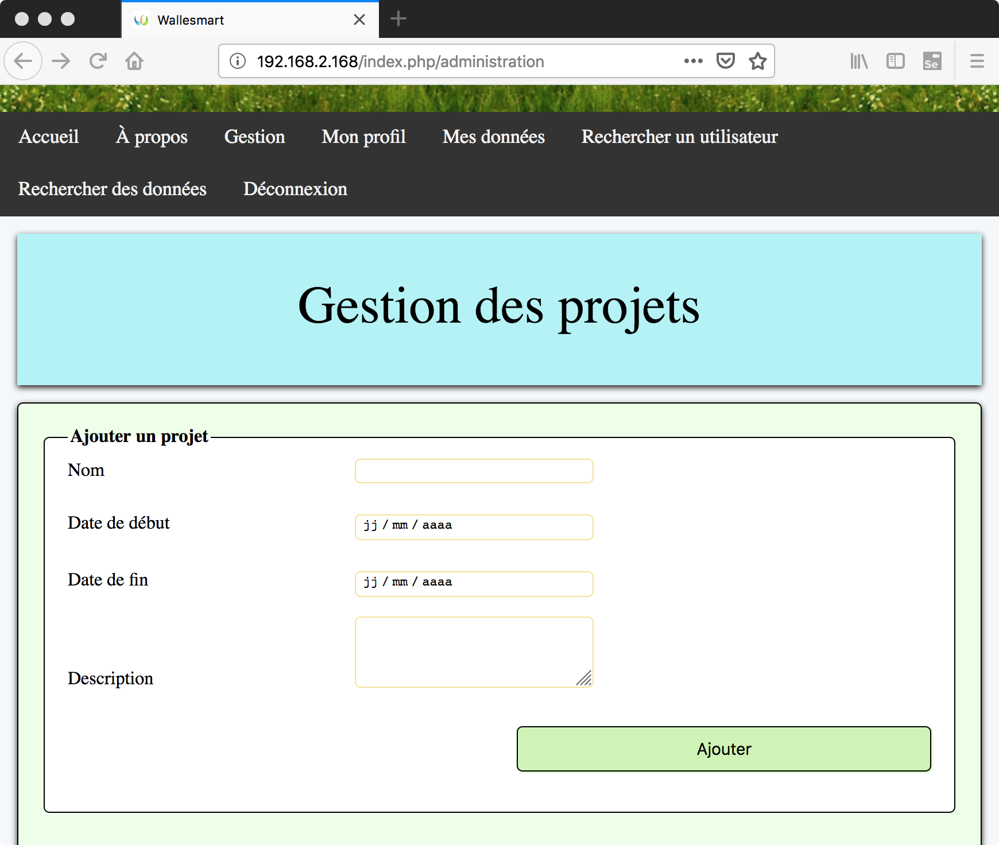 Wallesmart
192.168.2.168/index.php/administration
Se
Accueil À propos Gestion Mon profil Mes données Rechercher un utilisateur
Rechercher des données Déconnexion
Gestion des projets
Ajouter un projet
Nom
Date de début jj / mm / aaaa
Date de fin jj / mm / aaaa
Description
Ajouter